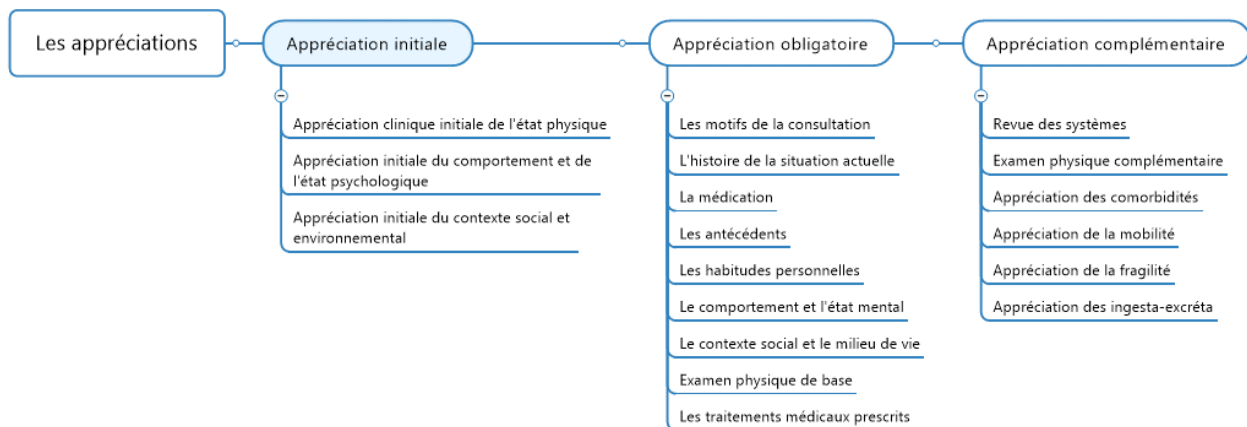 Les appréciations
Appréciation initiale
Appréciation clinique initiale de l'état physique
Appréciation initiale du comportement et de
l'état psychologique
Appréciation initiale du contexte social et
environnemental
Appréciation obligatoire
Les motifs de la consultation
L'histoire de la situation actuelle
La médication
Les antécédents
Les habitudes personnelles
Le comportement et l'état mental
Le contexte social et le milieu de vie
Examen physique de base
Les traitements médicaux prescrits
Appréciation complémentaire
Revue des systèmes
Examen physique complémentaire
Appréciation des comorbidités
Appréciation de la mobilité
Appréciation de la fragilité
Appréciation des ingesta-excréta